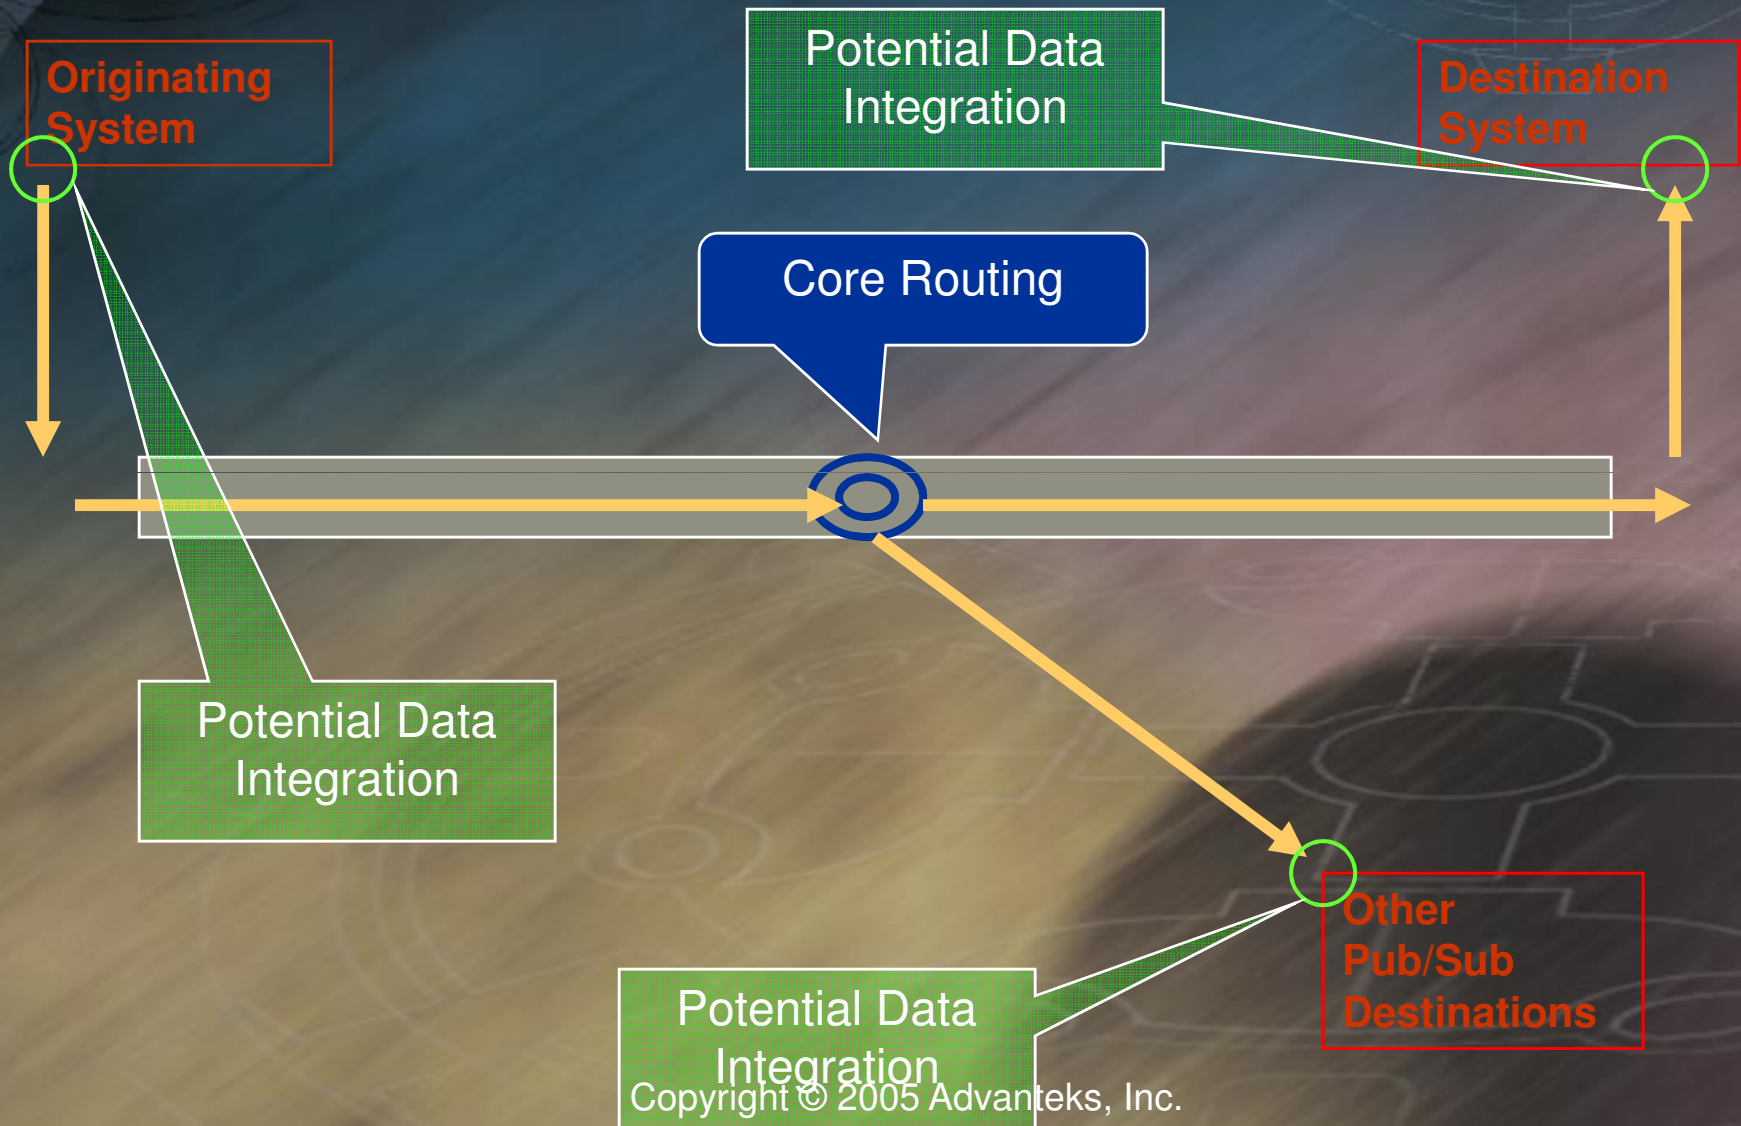 Originating
System
Potential Data
Integration
Destination
System
Core Routing
Potential Data
Integration
Other
Pub/Sub
Destinations
Potential Data
Integration
Copyright © 2005 Advanteks, Inc.